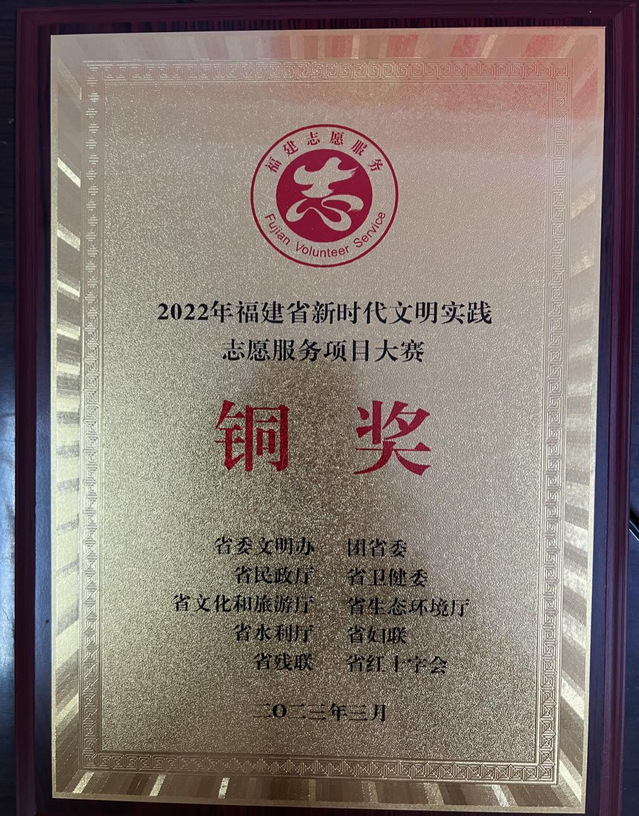 福建志愿服务
志
Fujian Volunteer Service
2022年福建省新时代文明实践
志愿服务项目大赛
铜 奖
省委文明办 团省委
省民政厅 省卫健委
省文化和旅游厅 省生态环境厅
省水利厅 省妇联
省残联 省红十字会
二〇二三年三月